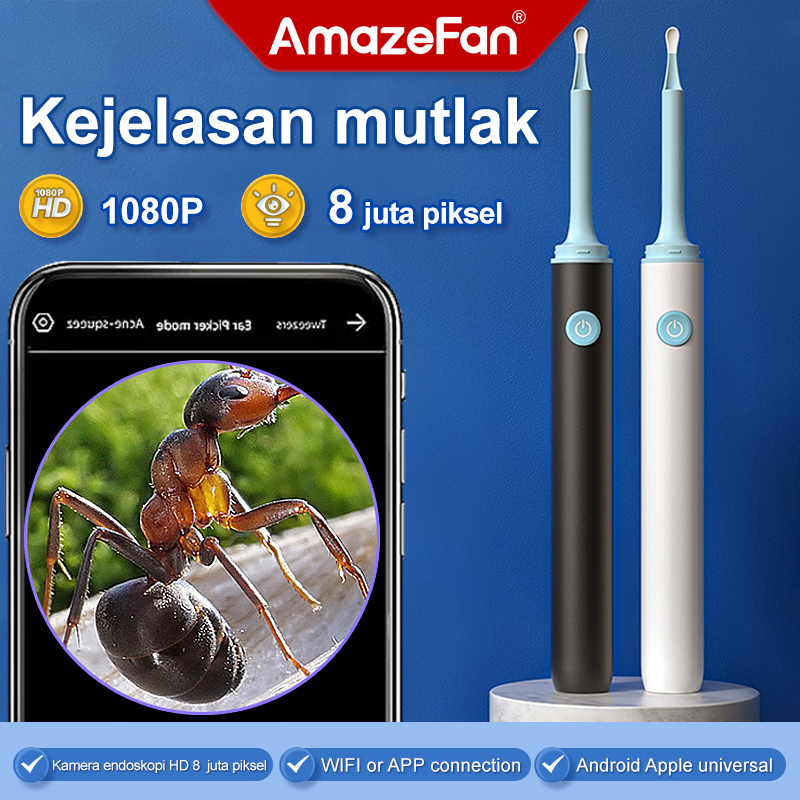 AmazeFan®
Kejelasan mutlak
1080P HD
1080P
8 juta piksel
Acne-squeez Ear Picker mode Tweezers
Kamera endoskopi HD 8 juta piksel
WIFI or APP connection
Android Apple universal